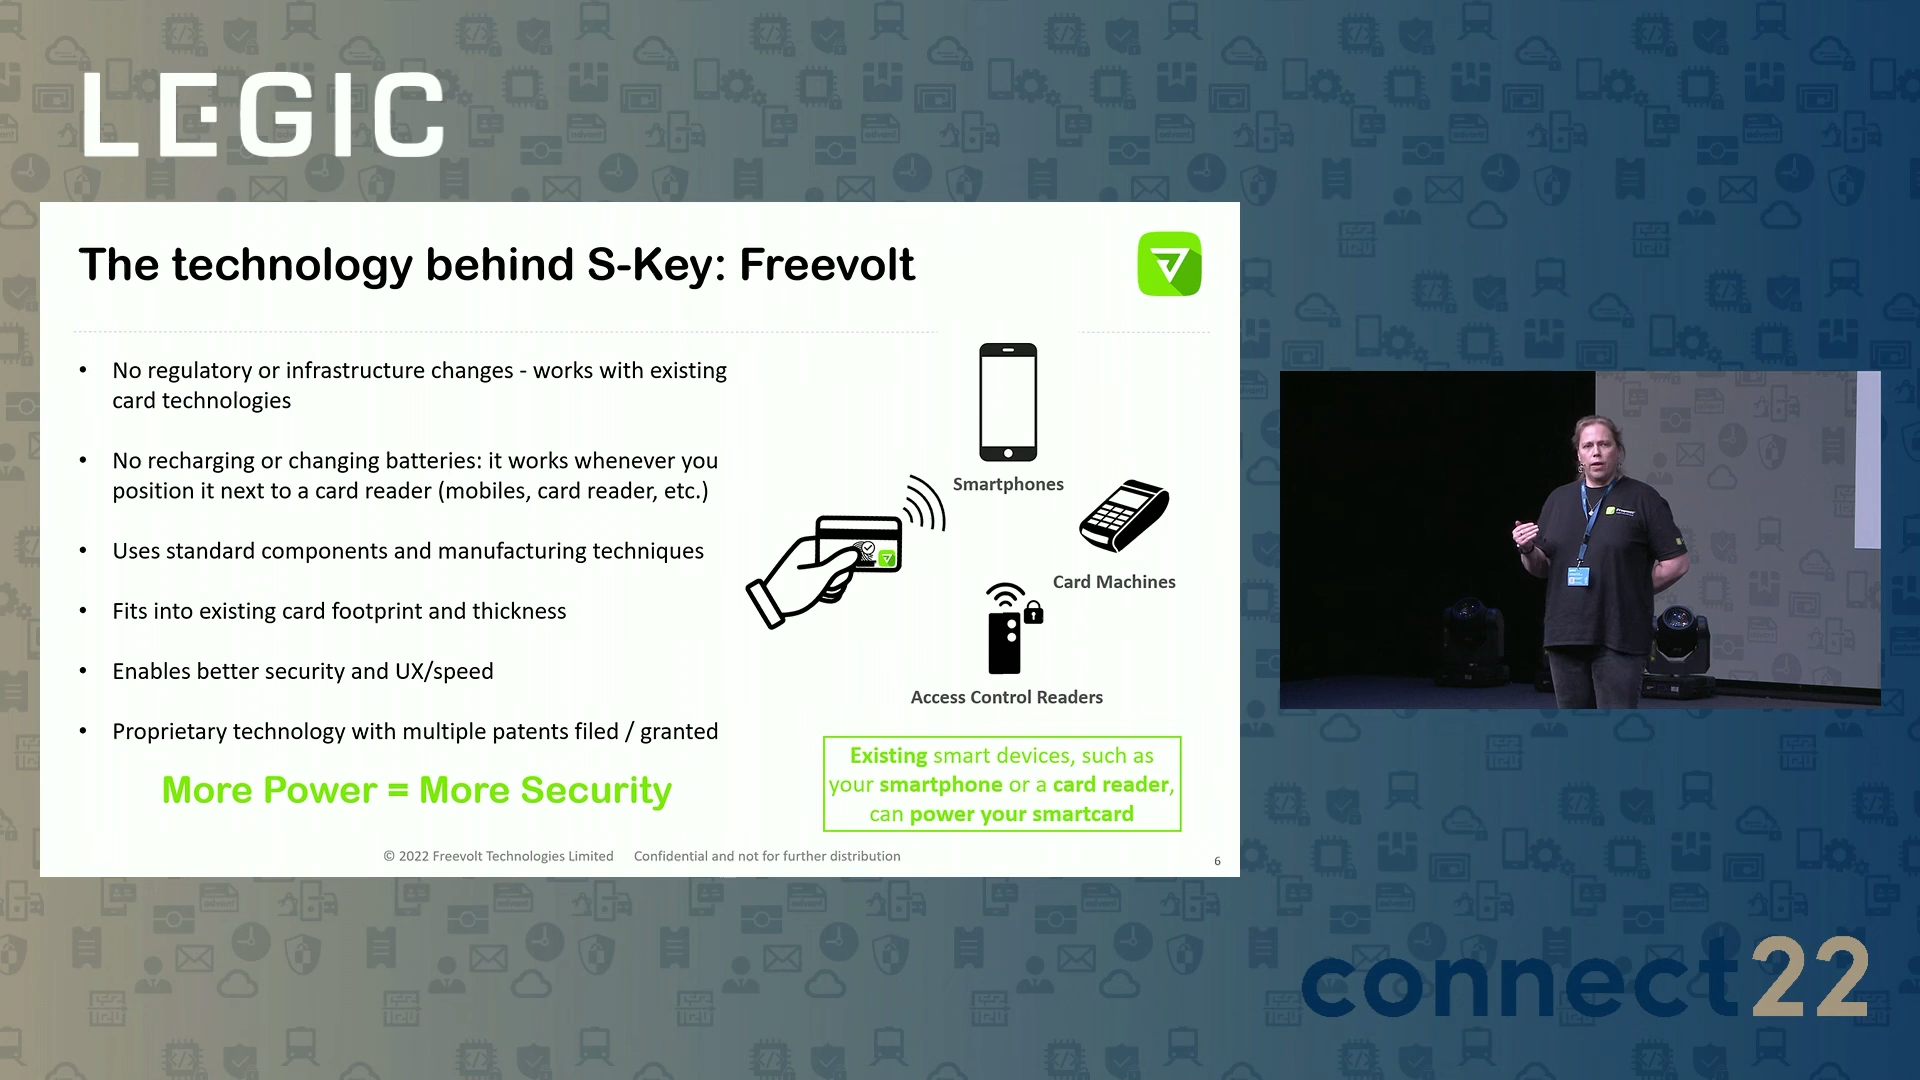 LEGIC
The technology behind S-Key: Freevolt
• No regulatory or infrastructure changes - works with existing
card technologies
• No recharging or changing batteries: it works whenever you
position it next to a card reader (mobiles, card reader, etc.)
• Uses standard components and manufacturing techniques
• Fits into existing card footprint and thickness
• Enables better security and UX/speed
• Proprietary technology with multiple patents filed / granted
More Power = More Security
Smartphones
Card Machines
Access Control Readers
Existing smart devices, such as
your smartphone or a card reader,
can power your smartcard
© 2022 Freevolt Technologies Limited Confidential and not for further distribution
6
Freevolt
connect22